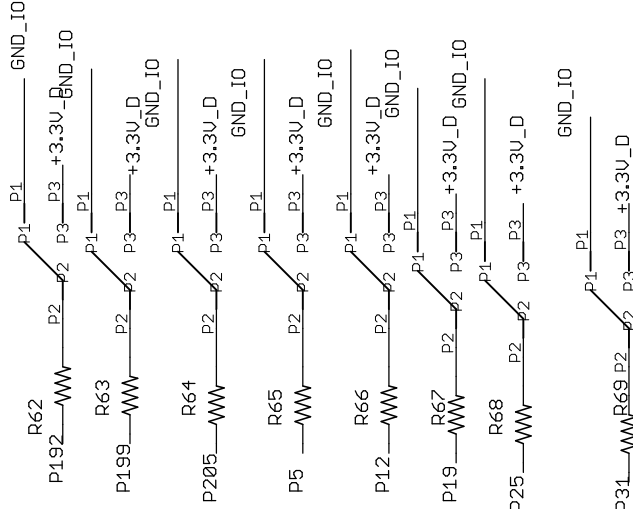 GND_IO
P1
P1
+3.3V_D
P3
P3
P2
P2
R62
P192
GND_IO
P1
P1
+3.3V_D
P3
P3
P2
P2
R63
P199
GND_IO
P1
P1
+3.3V_D
P3
P3
P2
P2
R64
P205
GND_IO
P1
P1
+3.3V_D
P3
P3
P2
P2
R65
P5
GND_IO
P1
P1
+3.3V_D
P3
P3
P2
P2
R66
P12
GND_IO
P1
P1
+3.3V_D
P3
P3
P2
P2
R67
P19
GND_IO
P1
P1
+3.3V_D
P3
P3
P2
P2
R68
P25
GND_IO
P1
P1
+3.3V_D
P3
P3
P2
P2
R69
P31